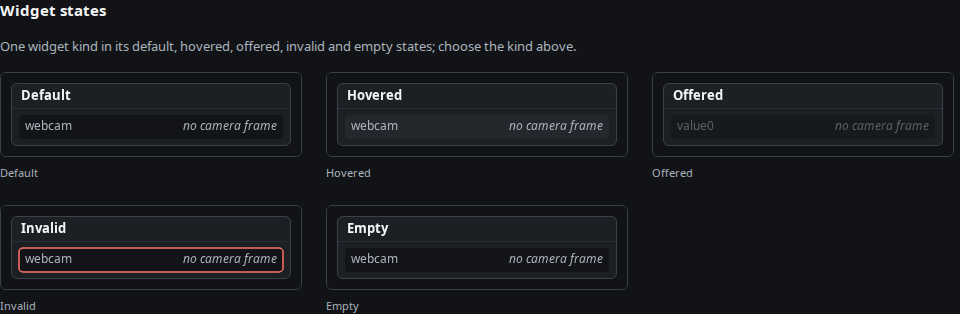 Widget states
One widget kind in its default, hovered, offered, invalid and empty states; choose the kind above.
Default
webcam no camera frame
Default
Hovered
webcam no camera frame
Hovered
Offered
value0 no camera frame
Offered
Invalid
webcam no camera frame
Invalid
Empty
webcam no camera frame
Empty